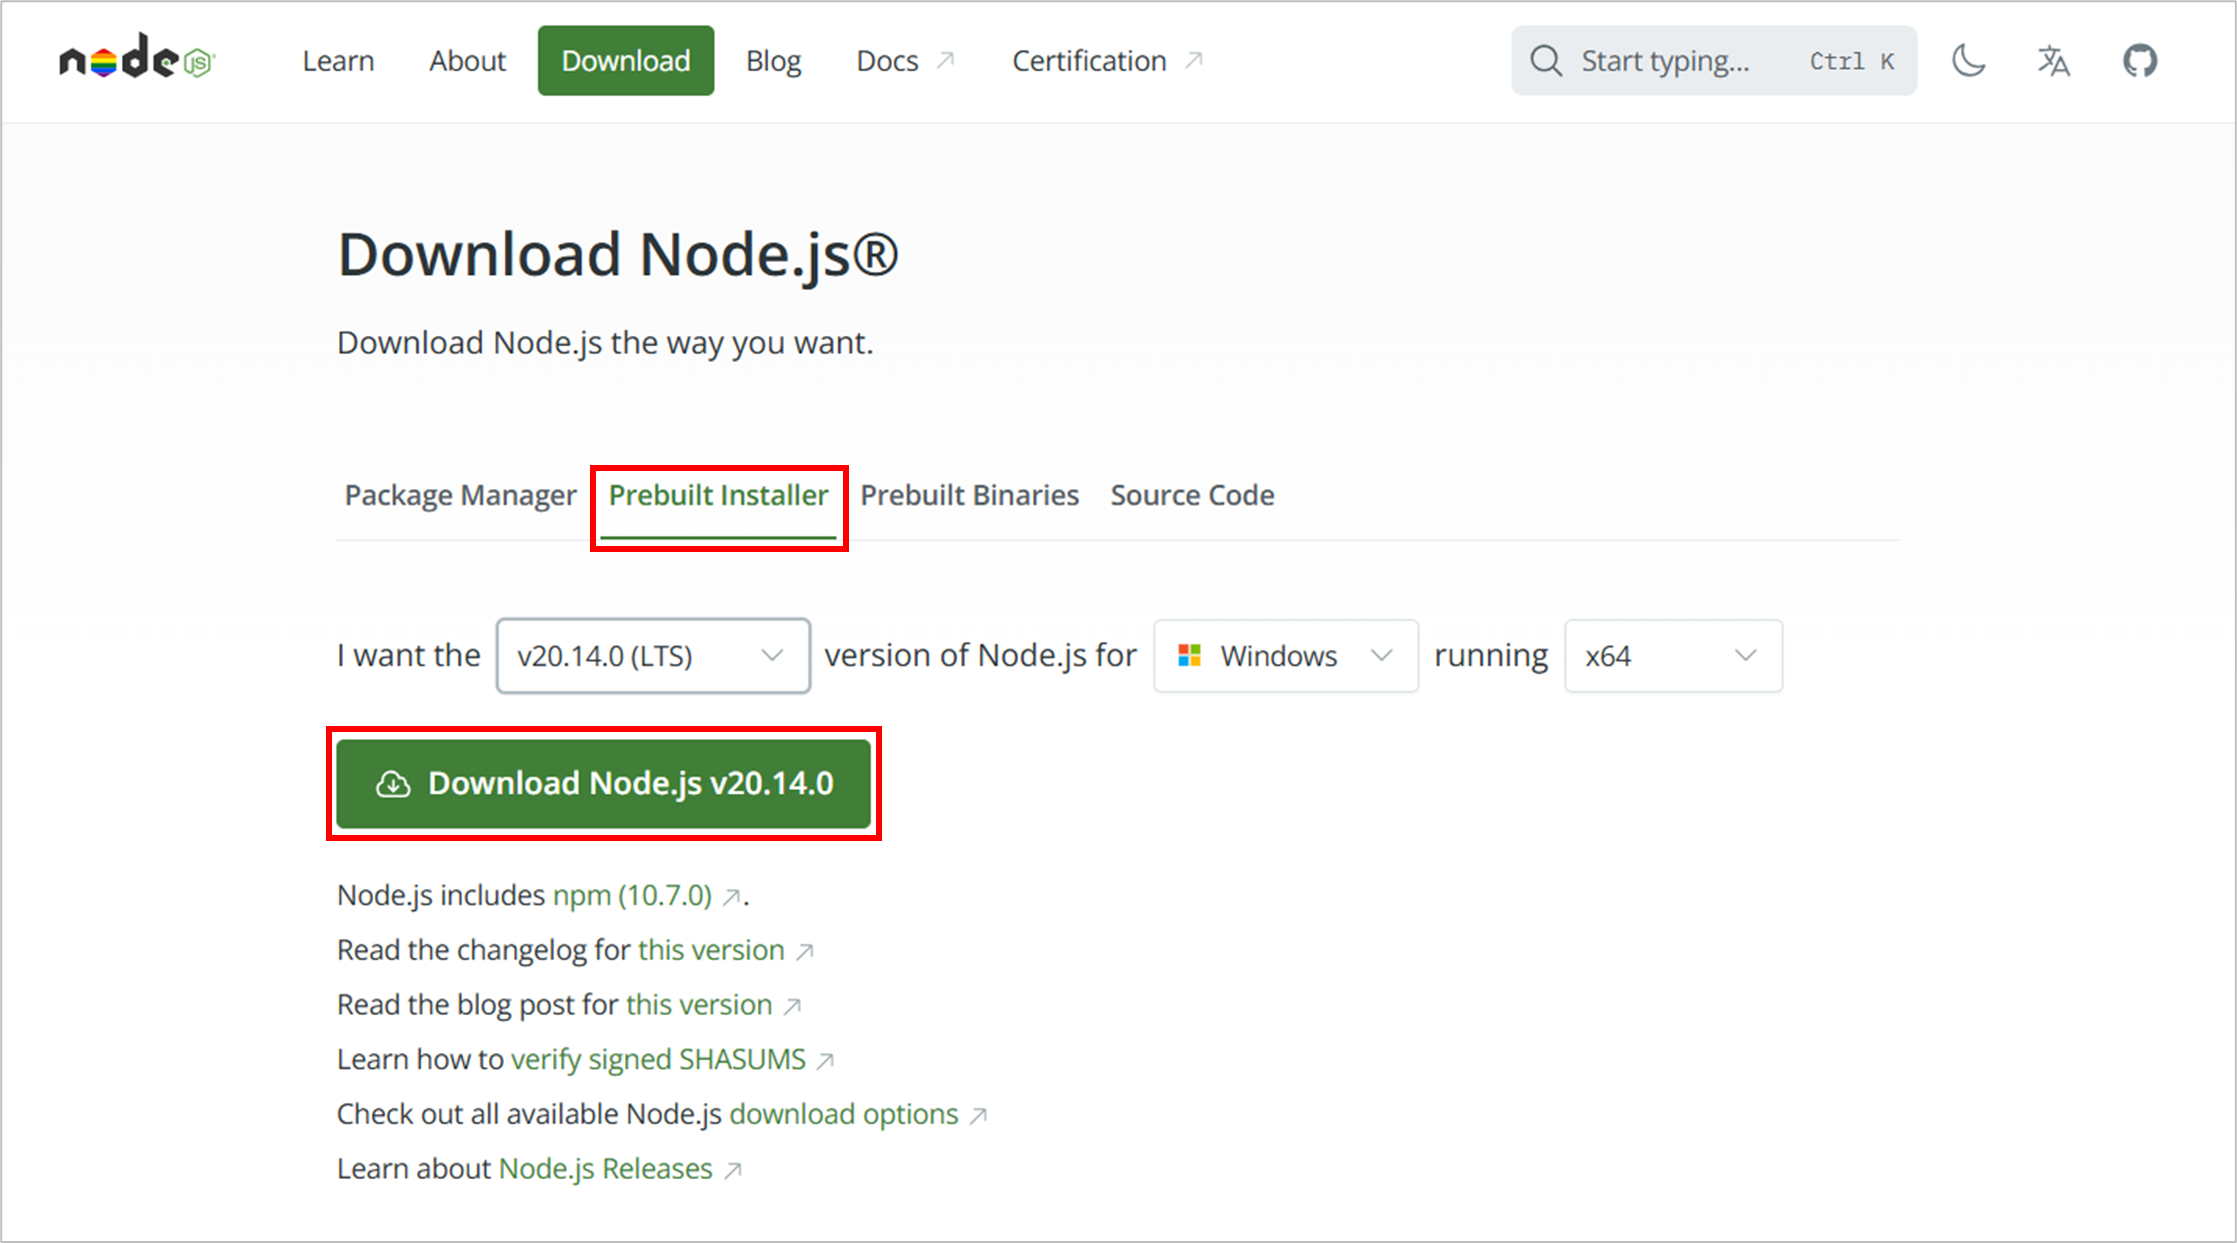 node JS
Learn About Download Blog Docs Certification Start typing... Ctrl K
Download Node.js®
Download Node.js the way you want.
Package Manager Prebuilt Installer Prebuilt Binaries Source Code
I want the v20.14.0 (LTS) version of Node.js for Windows running x64
Download Node.js v20.14.0
Node.js includes npm (10.7.0) .
Read the changelog for this version
Read the blog post for this version
Learn how to verify signed SHASUMS
Check out all available Node.js download options
Learn about Node.js Releases